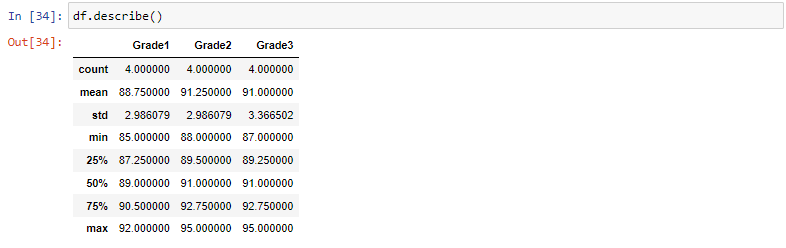 In [34]: df.describe()
Out[34]:
Grade1 Grade2 Grade3
count 4.000000 4.000000 4.000000
mean 88.750000 91.250000 91.000000
std 2.986079 2.986079 3.366502
min 85.000000 88.000000 87.000000
25% 87.250000 89.500000 89.250000
50% 89.000000 91.000000 91.000000
75% 90.500000 92.750000 92.750000
max 92.000000 95.000000 95.000000